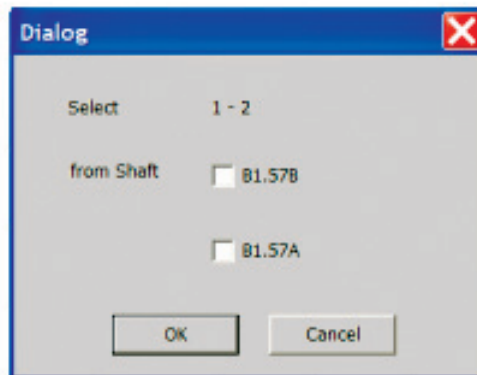 Dialog
Select 1 - 2
from Shaft B1.57B
B1.57A
OK Cancel